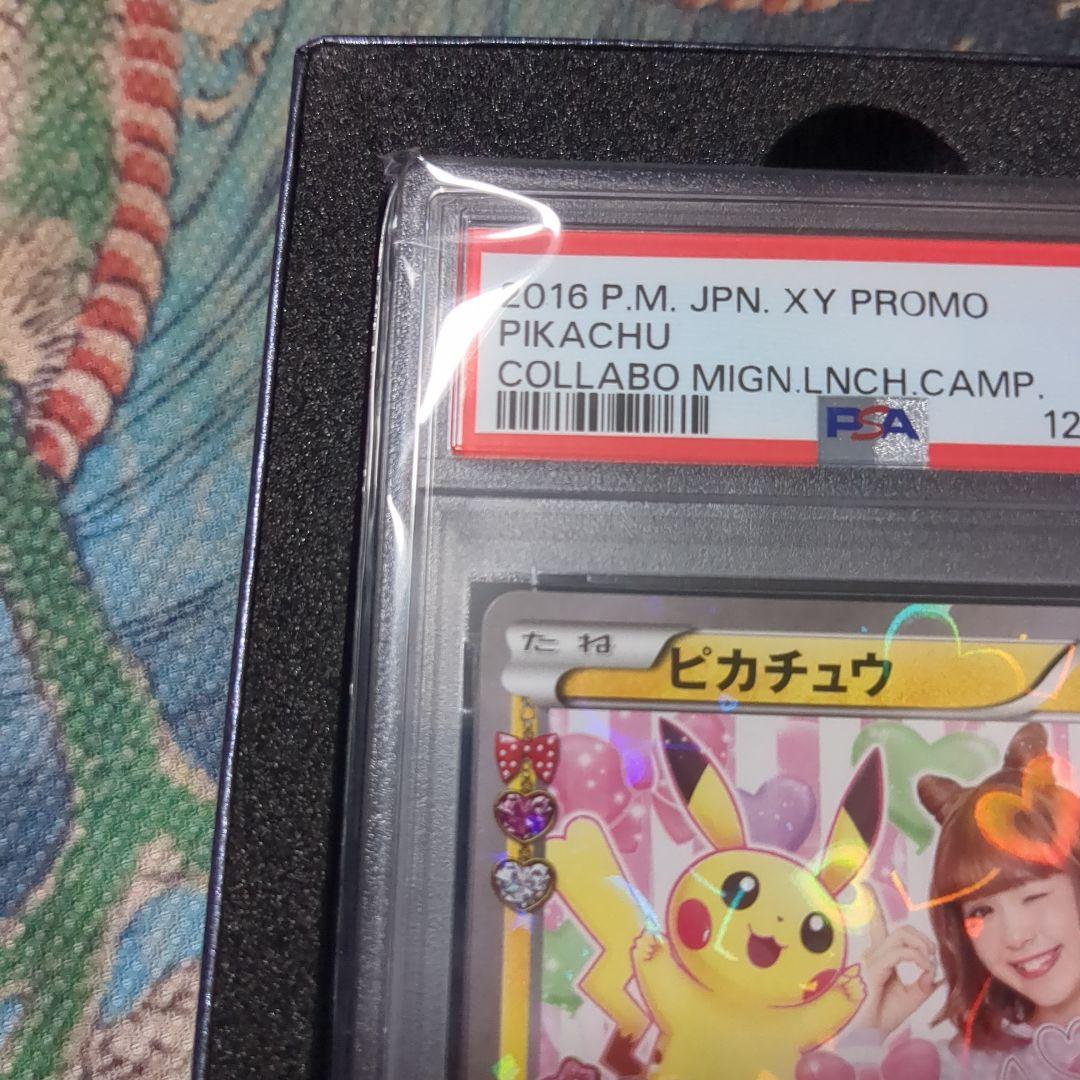 2016 P.M. JPN. XY PROMO
PIKACHU
COLLABO MIGN.LNCH.CAMP.
PSA
12
たね
ピカチュウ